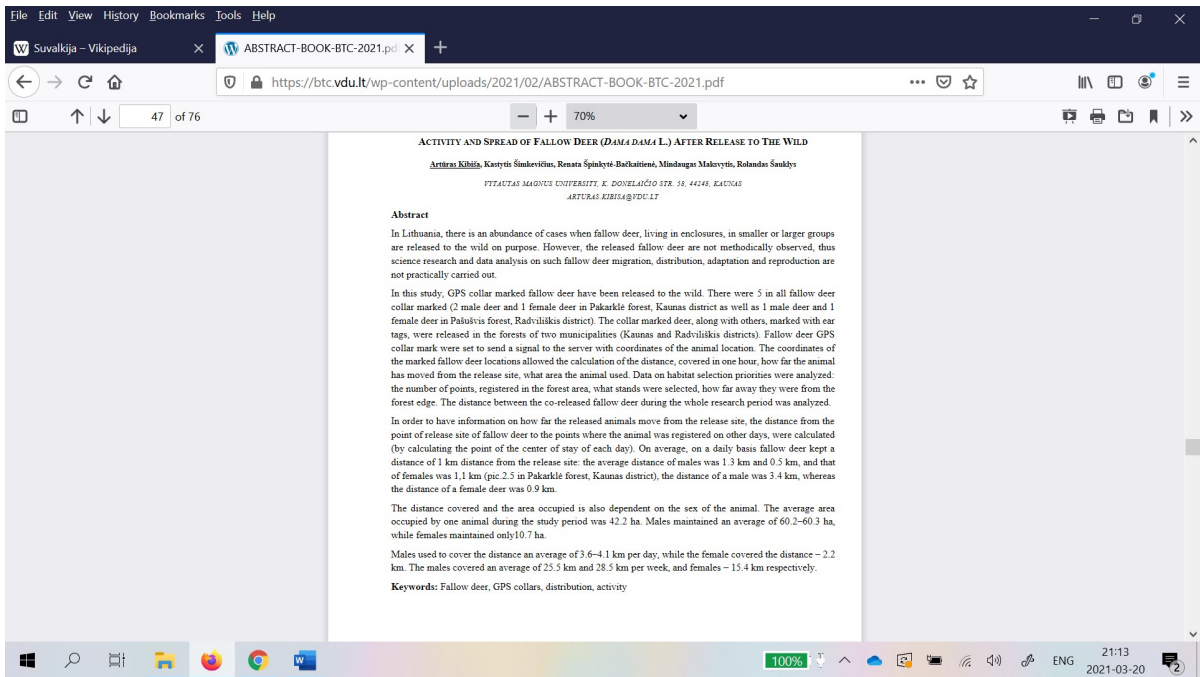 File Edit View History Bookmarks Tools Help
Suvalkija – Vikipedija
ABSTRACT-BOOK-BTC-2021.pd
https://btc.vdu.lt/wp-content/uploads/2021/02/ABSTRACT-BOOK-BTC-2021.pdf
47 of 76
70%
ACTIVITY AND SPREAD OF FALLOW DEER (DAMA DAMA L.) AFTER RELEASE TO THE WILD
Artūras Kibiša, Kastytis Šimkevičius, Renata Špinkytė-Bačkaitienė, Mindaugas Maksvytis, Rolandas Šauklys
VYTAUTAS MAGNUS UNIVERSITY, K. DONELAIČIO STR. 58, 44248, KAUNAS
ARTURAS.KIBISA@VDU.LT
Abstract
In Lithuania, there is an abundance of cases when fallow deer, living in enclosures, in smaller or larger groups
are released to the wild on purpose. However, the released fallow deer are not methodically observed, thus
science research and data analysis on such fallow deer migration, distribution, adaptation and reproduction are
not practically carried out.
In this study, GPS collar marked fallow deer have been released to the wild. There were 5 in all fallow deer
collar marked (2 male deer and 1 female deer in Pakarklė forest, Kaunas district as well as 1 male deer and 1
female deer in Pašušvis forest, Radviliškis district). The collar marked deer, along with others, marked with ear
tags, were released in the forests of two municipalities (Kaunas and Radviliškis districts). Fallow deer GPS
collar mark were set to send a signal to the server with coordinates of the animal location. The coordinates of
the marked fallow deer locations allowed the calculation of the distance, covered in one hour, how far the animal
has moved from the release site, what area the animal used. Data on habitat selection priorities were analyzed:
the number of points, registered in the forest area, what stands were selected, how far away they were from the
forest edge. The distance between the co-released fallow deer during the whole research period was analyzed.
In order to have information on how far the released animals move from the release site, the distance from the
point of release site of fallow deer to the points where the animal was registered on other days, were calculated
(by calculating the point of the center of stay of each day). On average, on a daily basis fallow deer kept a
distance of 1 km distance from the release site: the average distance of males was 1.3 km and 0.5 km, and that
of females was 1,1 km (pic.2.5 in Pakarklė forest, Kaunas district), the distance of a male was 3.4 km, whereas
the distance of a female deer was 0.9 km.
The distance covered and the area occupied is also dependent on the sex of the animal. The average area
occupied by one animal during the study period was 42.2 ha. Males maintained an average of 60.2–60.3 ha,
while females maintained only10.7 ha.
Males used to cover the distance an average of 3.6–4.1 km per day, while the female covered the distance – 2.2
km. The males covered an average of 25.5 km and 28.5 km per week, and females – 15.4 km respectively.
Keywords: Fallow deer, GPS collars, distribution, activity
100%
ENG
21:13
2021-03-20
2